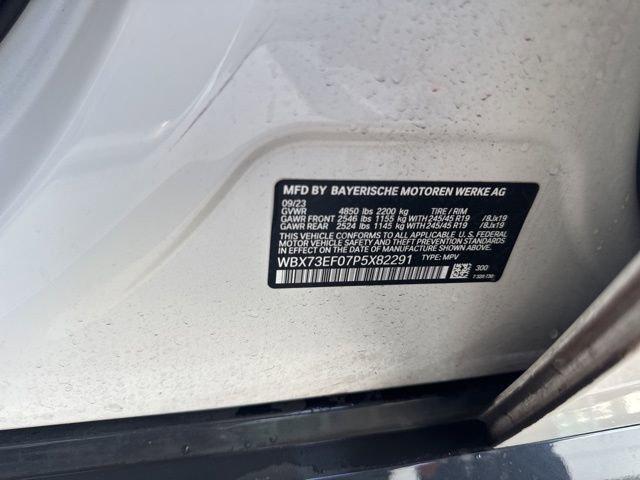 MFD BY BAYERISCHE MOTOREN WERKE AG
09/23
GVWR 4850 lbs 2200 kg TIRE / RIM
GAWR FRONT 2546 lbs 1155 kg WITH 245/45 R19 /8Jx19
GAWR REAR 2524 lbs 1145 kg WITH 245/45 R19 /8Jx19
THIS VEHICLE CONFORMS TO ALL APPLICABLE U. S. FEDERAL
MOTOR VEHICLE SAFETY, BUMPER, AND THEFT PREVENTION STANDARDS
IN EFFECT ON THE DATE OF MANUFACTURE SHOWN ABOVE.
WBX73EF07P5X82291 TYPE: MPV
300